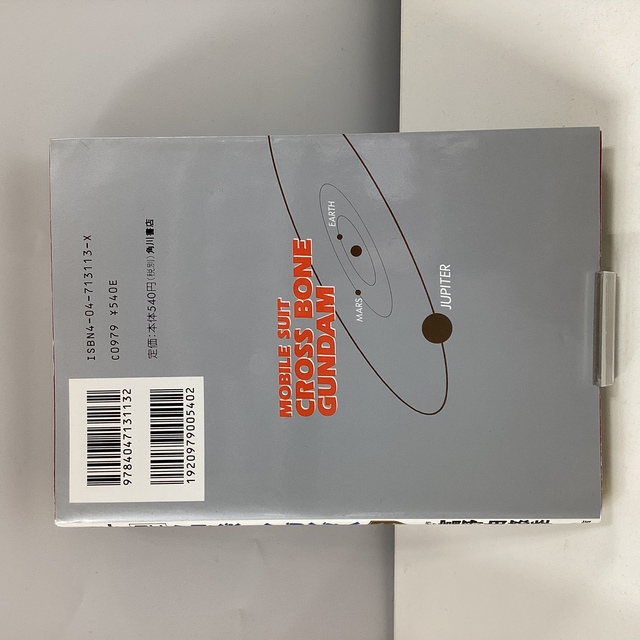 ISBN4-04-713113-X
C0979 ¥540E
定価:本体540円(税別) 角川書店
9784047131132
1920979005402
MOBILE SUIT
CROSS BONE
GUNDAM
EARTH
MARS
JUPITER